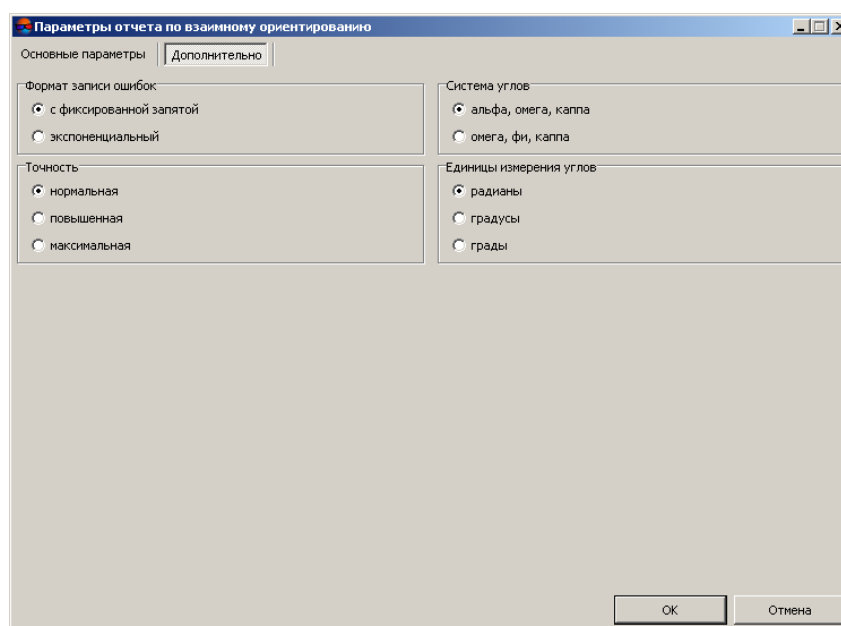 Параметры отчета по взаимному ориентированию
Основные параметры Дополнительно
Формат записи ошибок
с фиксированной запятой
экспоненциальный
Система углов
альфа, омега, каппа
омега, фи, каппа
Точность
нормальная
повышенная
максимальная
Единицы измерения углов
радианы
градусы
грады
OK Отмена